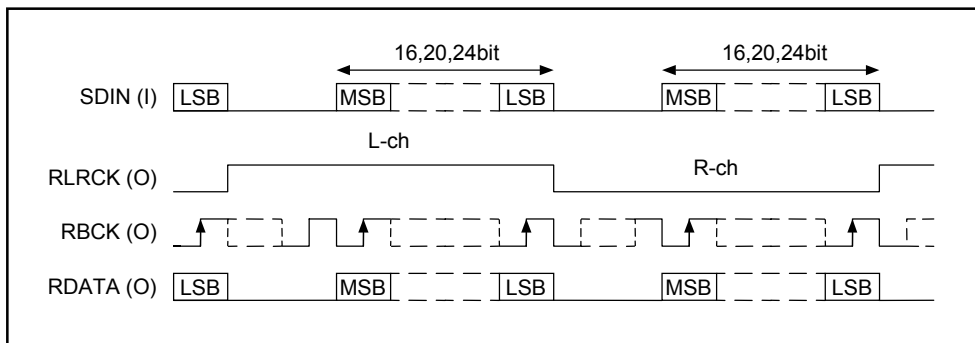 16,20,24bit 16,20,24bit
SDIN (I) LSB MSB LSB MSB LSB
L-ch
R-ch
RLRCK (O)
RBCK (O)
RDATA (O) LSB MSB LSB MSB LSB